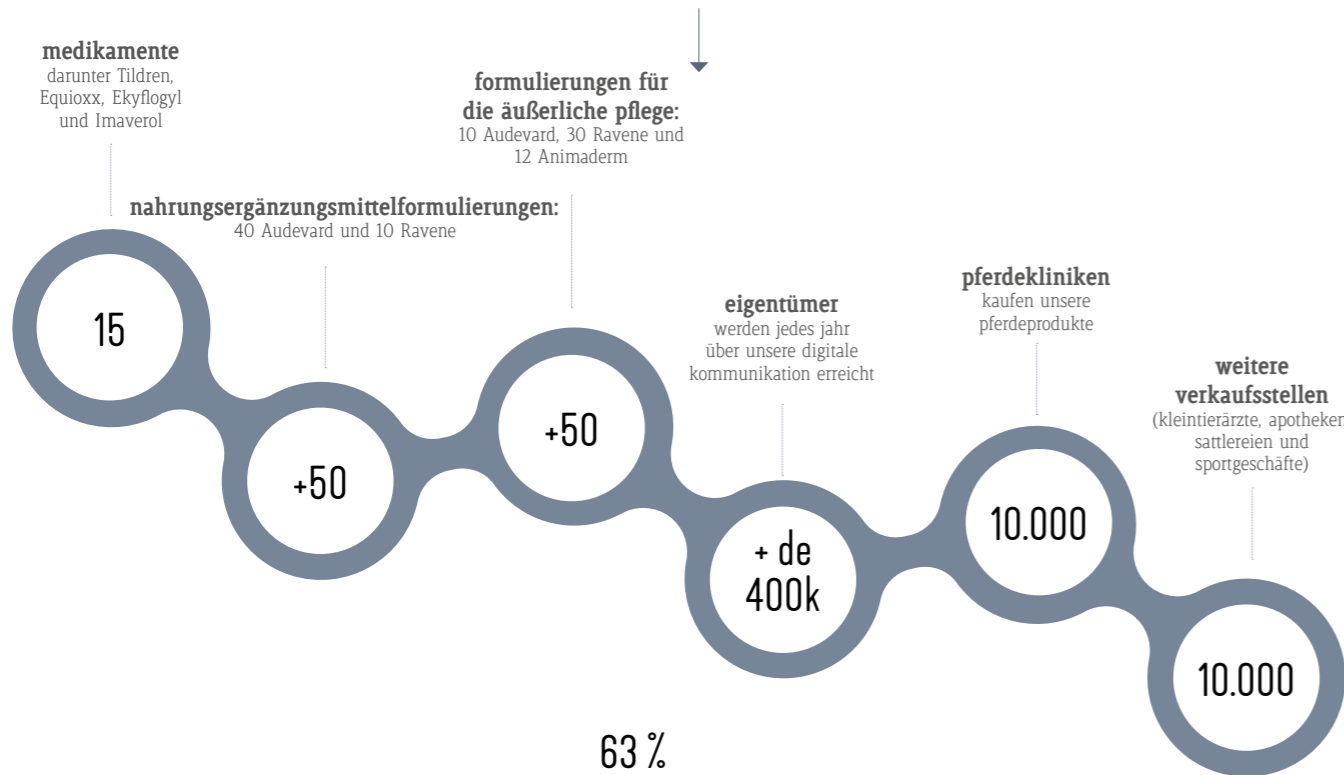 medikamente
darunter Tildren,
Equioxx, Ekyflogyl
und Imaverol
15
nahrungsergänzungsmittelformulierungen:
40 Audevard und 10 Ravene
+50
formulierungen für
die äußerliche pflege:
10 Audevard, 30 Ravene und
12 Animaderm
+50
eigentümer
werden jedes jahr
über unsere digitale
kommunikation erreicht
+ de
400k
pferdekliniken
kaufen unsere
pferdeprodukte
10.000
weitere
verkaufsstellen
(kleintierärzte, apotheken
sattlereien und
sportgeschäfte)
10.000
63 %